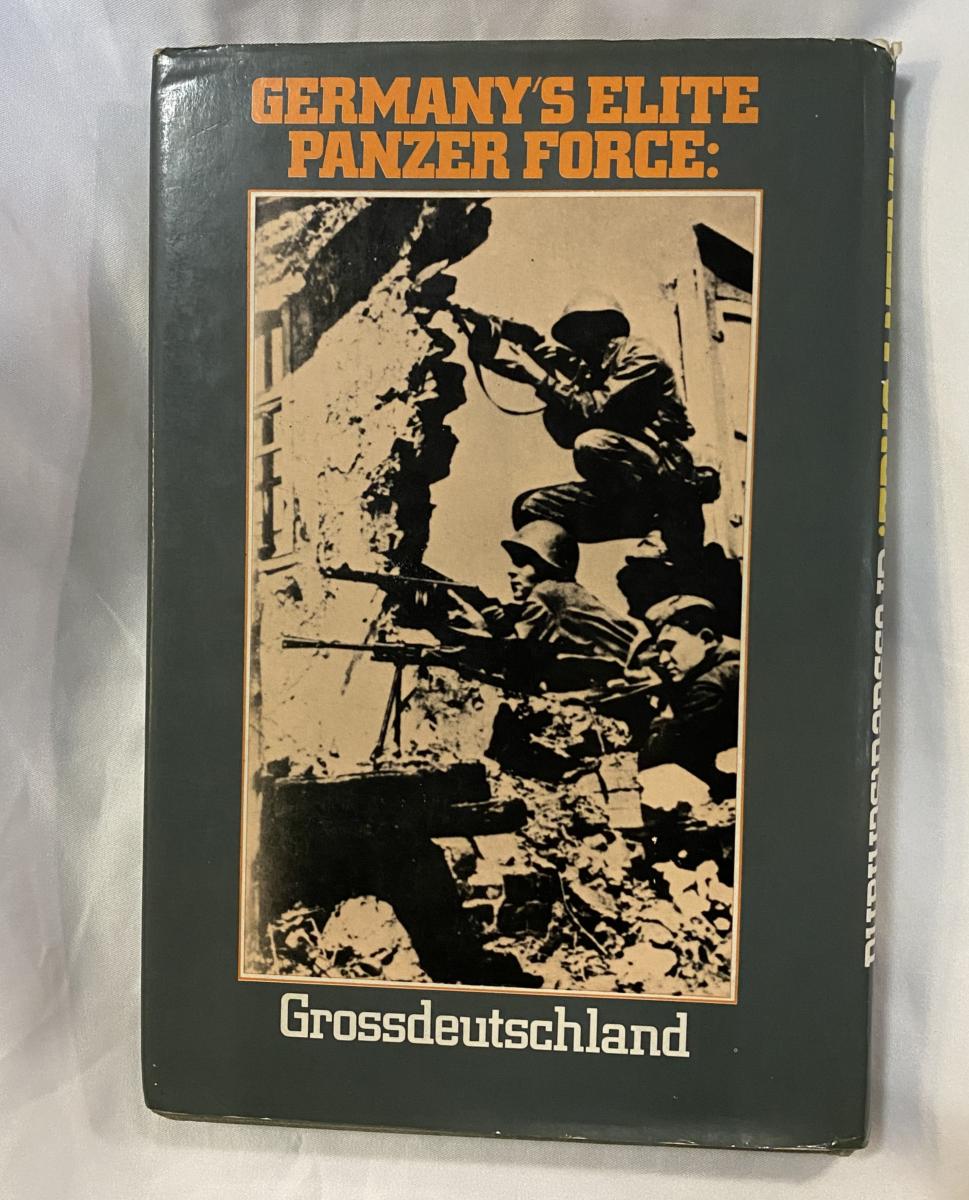 GERMANY'S ELITE
PANZER FORCE:
Grossdeutschland